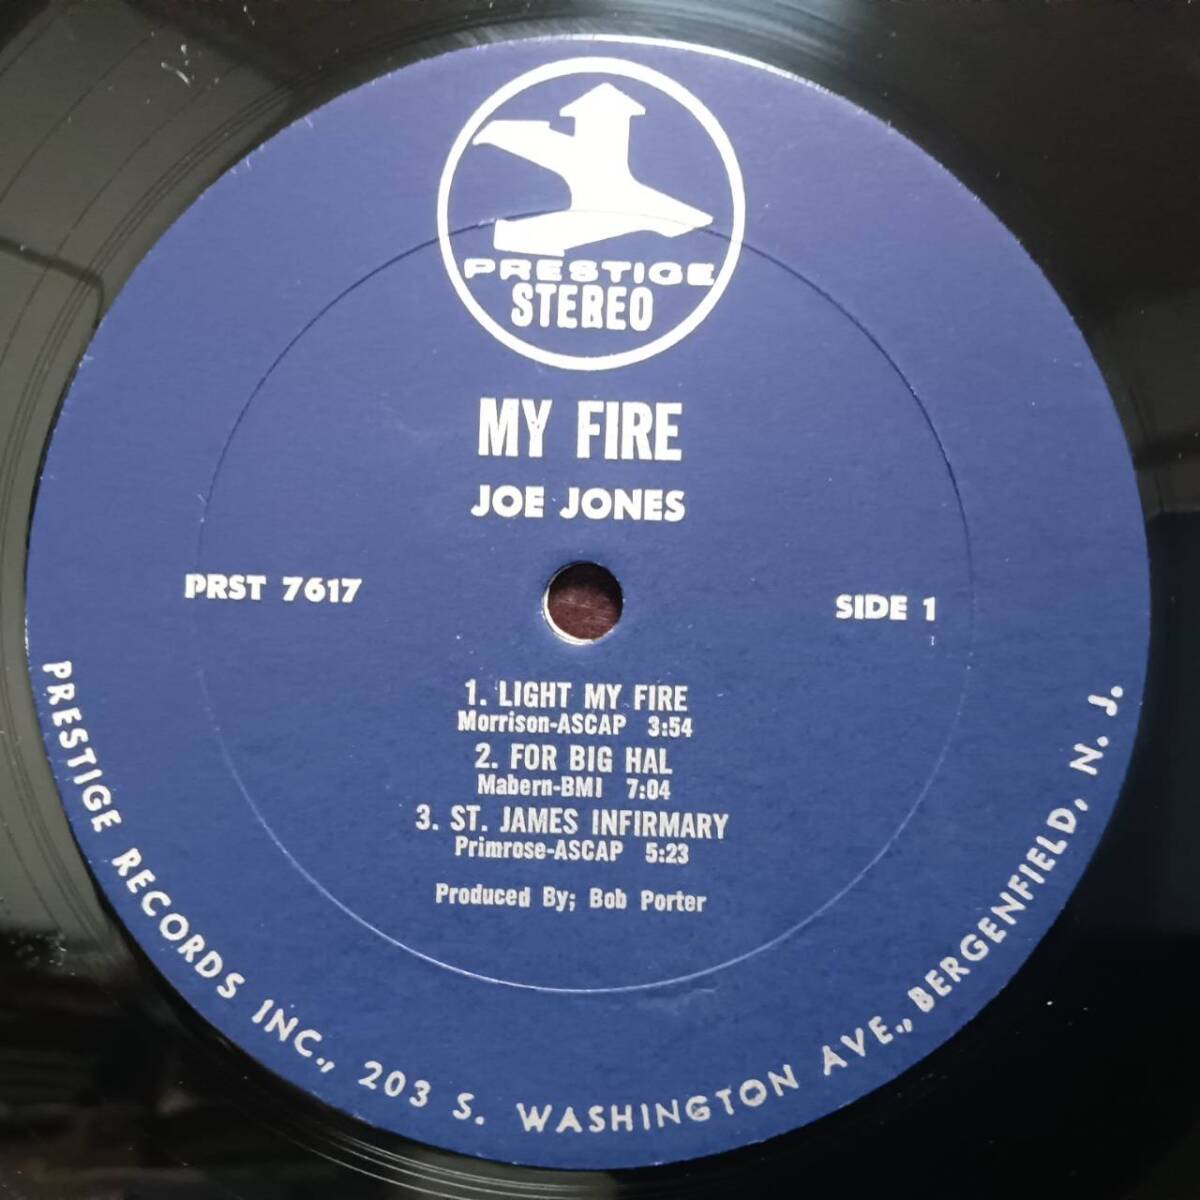 PRESTIGE
STEREO
MY FIRE
JOE JONES
PRST 7617
SIDE 1
1
1. LIGHT MY FIRE
Morrison-ASCAP 3:54
2. FOR BIG HAL
Mabern-BMI 7:04
3. ST. JAMES INFIRMARY
Primrose-ASCAP 5:23
Produced By; Bob Porter
PRESTIGE RECORDS INC., 203 S. WASHINGTON AVE., BERGENFIELD, N. J.